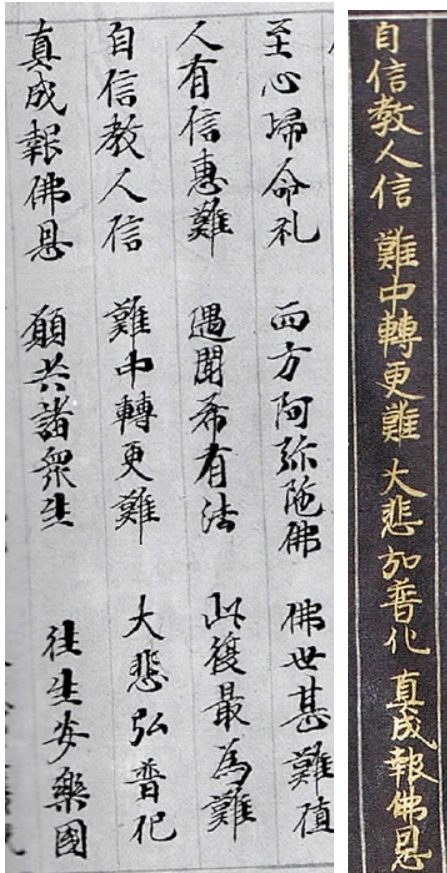 至心歸命礼 西方阿弥陁佛 佛世甚難值
人有信惠難 遇聞希有法 此復最為難
自信教人信 難中轉更難 大悲弘普化
真成報佛恩 願共諸衆生 往生安樂國
自信教人信 難中轉更難 大悲加普化 真成報佛恩